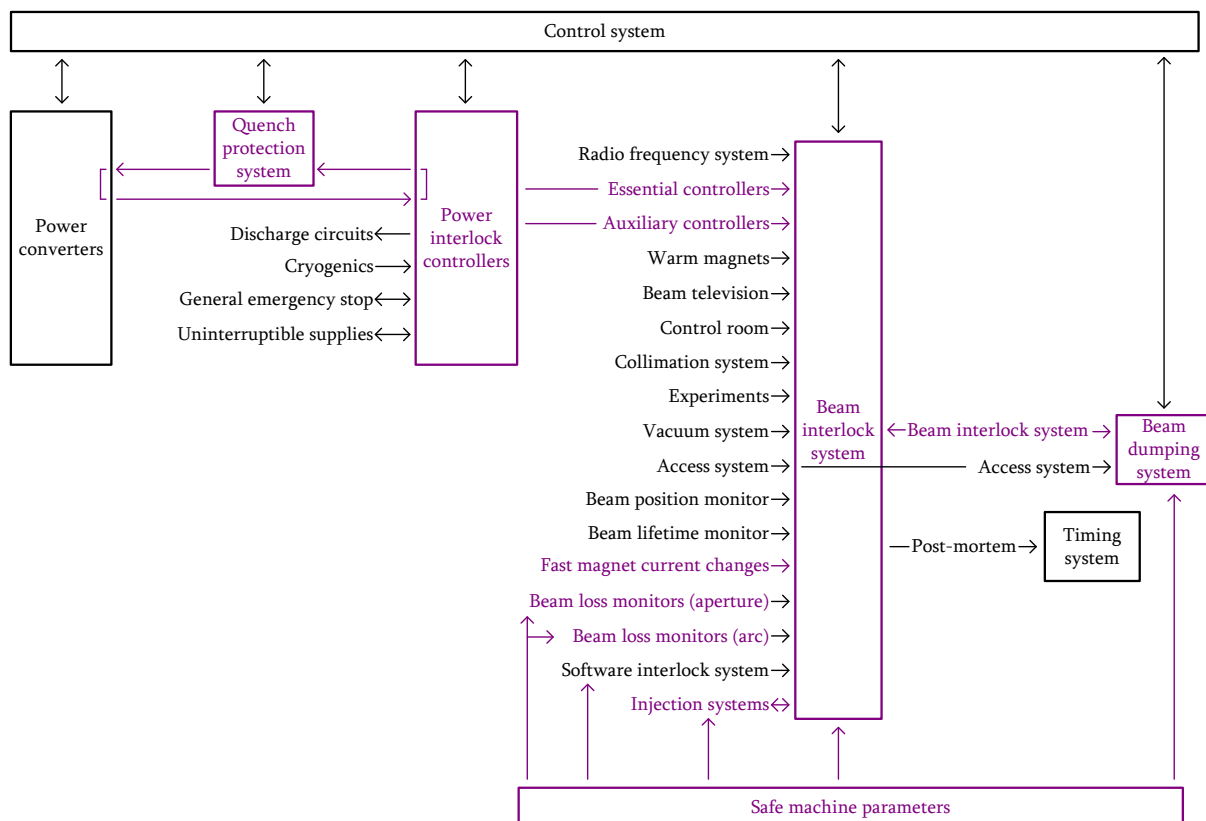 Control system
Quench
protection
system
Power
converters
Power
interlock
controllers
Discharge circuits
Cryogenics
General emergency stop
Uninterruptible supplies
Radio frequency system
Essential controllers
Auxiliary controllers
Warm magnets
Beam television
Control room
Collimation system
Experiments
Vacuum system
Access system
Beam position monitor
Beam lifetime monitor
Fast magnet current changes
Beam loss monitors (aperture)
Beam loss monitors (arc)
Software interlock system
Injection systems
Beam
interlock
system
Beam interlock system
Access system
Beam
dumping
system
Post-mortem
Timing
system
Safe machine parameters